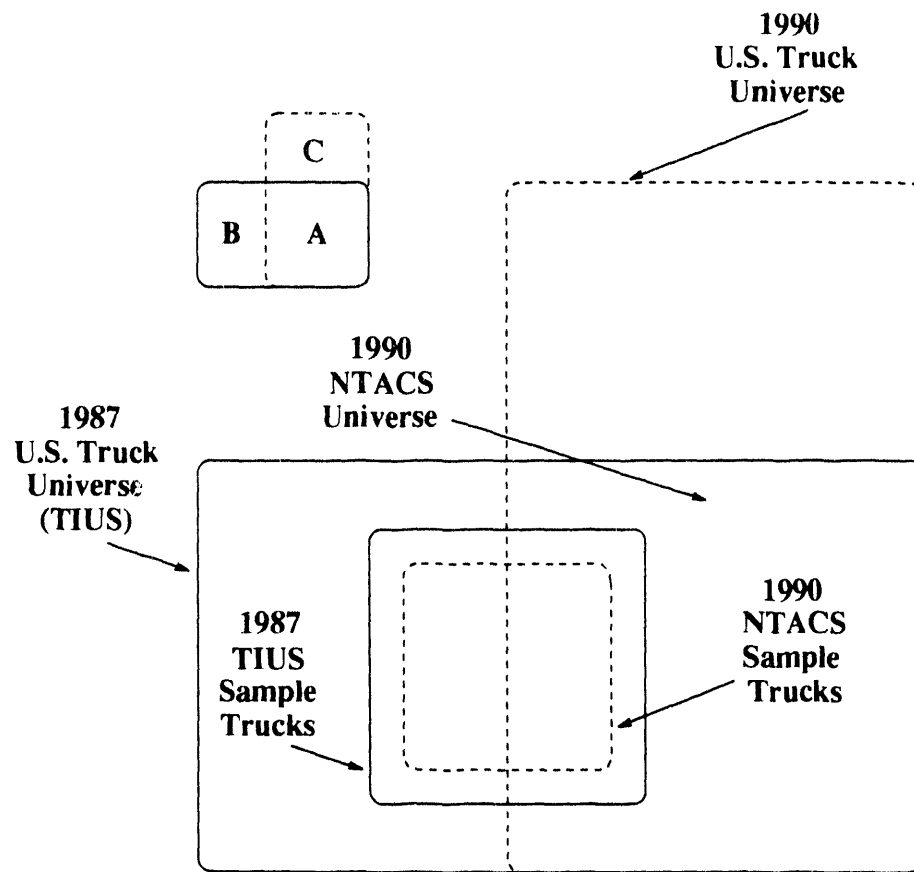 1990
U.S. Truck
Universe
C
B A
1990
NTACS
Universe
1987
U.S. Truck
Universe
(TIUS)
1987
TIUS
Sample
Trucks
1990
NTACS
Sample
Trucks